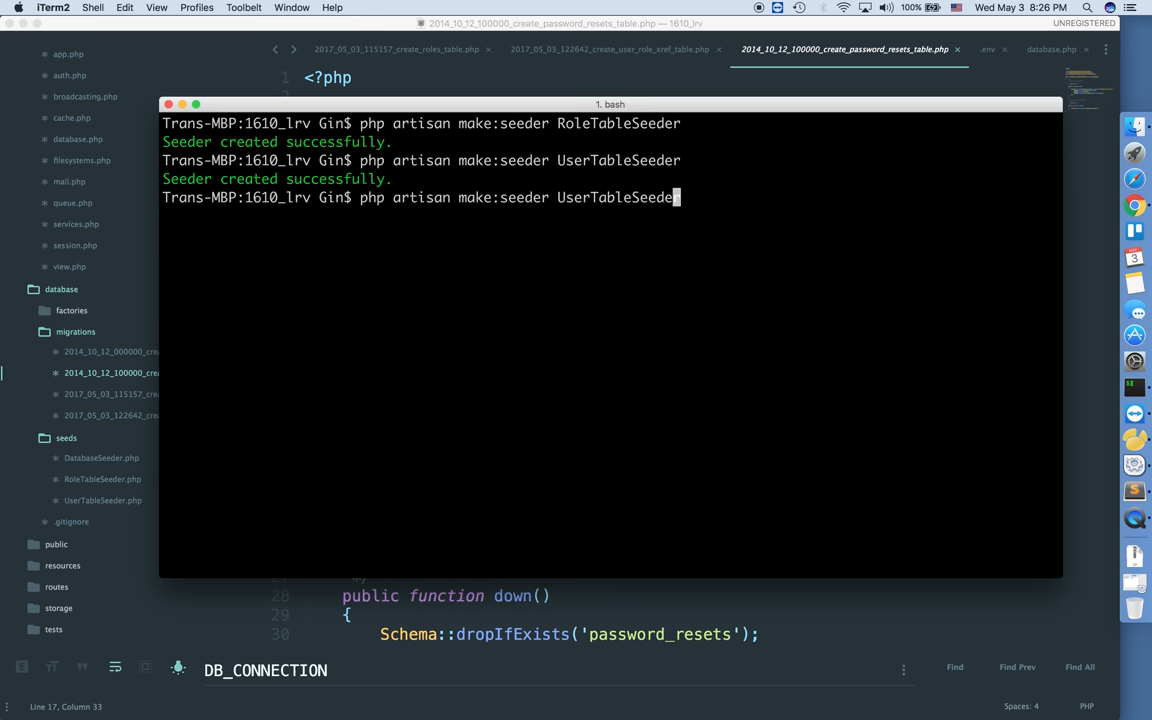 iTerm2 Shell Edit View Profiles Toolbelt Window Help 100% Wed May 3 8:26 PM
2014_10_12_100000_create_password_resets_table.php — 1610_lrv UNREGISTERED
2017_05_03_115157_create_roles_table.php × 2017_05_03_122642_create_user_role_xref_table.php × 2014_10_12_100000_create_password_resets_table.php × .env × database.php ×
app.php
auth.php
broadcasting.php
cache.php
database.php
filesystems.php
mail.php
queue.php
services.php
session.php
view.php
database
factories
migrations
2014_10_12_000000_cre
2014_10_12_100000_cre
2017_05_03_115157_cre
2017_05_03_122642_cre
seeds
DatabaseSeeder.php
RoleTableSeeder.php
UserTableSeeder.php
.gitignore
public
resources
routes
storage
tests
1 <?php
1. bash
Trans-MBP:1610_lrv Gin$ php artisan make:seeder RoleTableSeeder
Seeder created successfully.
Trans-MBP:1610_lrv Gin$ php artisan make:seeder UserTableSeeder
Seeder created successfully.
Trans-MBP:1610_lrv Gin$ php artisan make:seeder UserTableSeeder
28 public function down()
29 {
30 Schema::dropIfExists('password_resets');
DB_CONNECTION Find Find Prev Find All
Line 17, Column 33 Spaces: 4 PHP